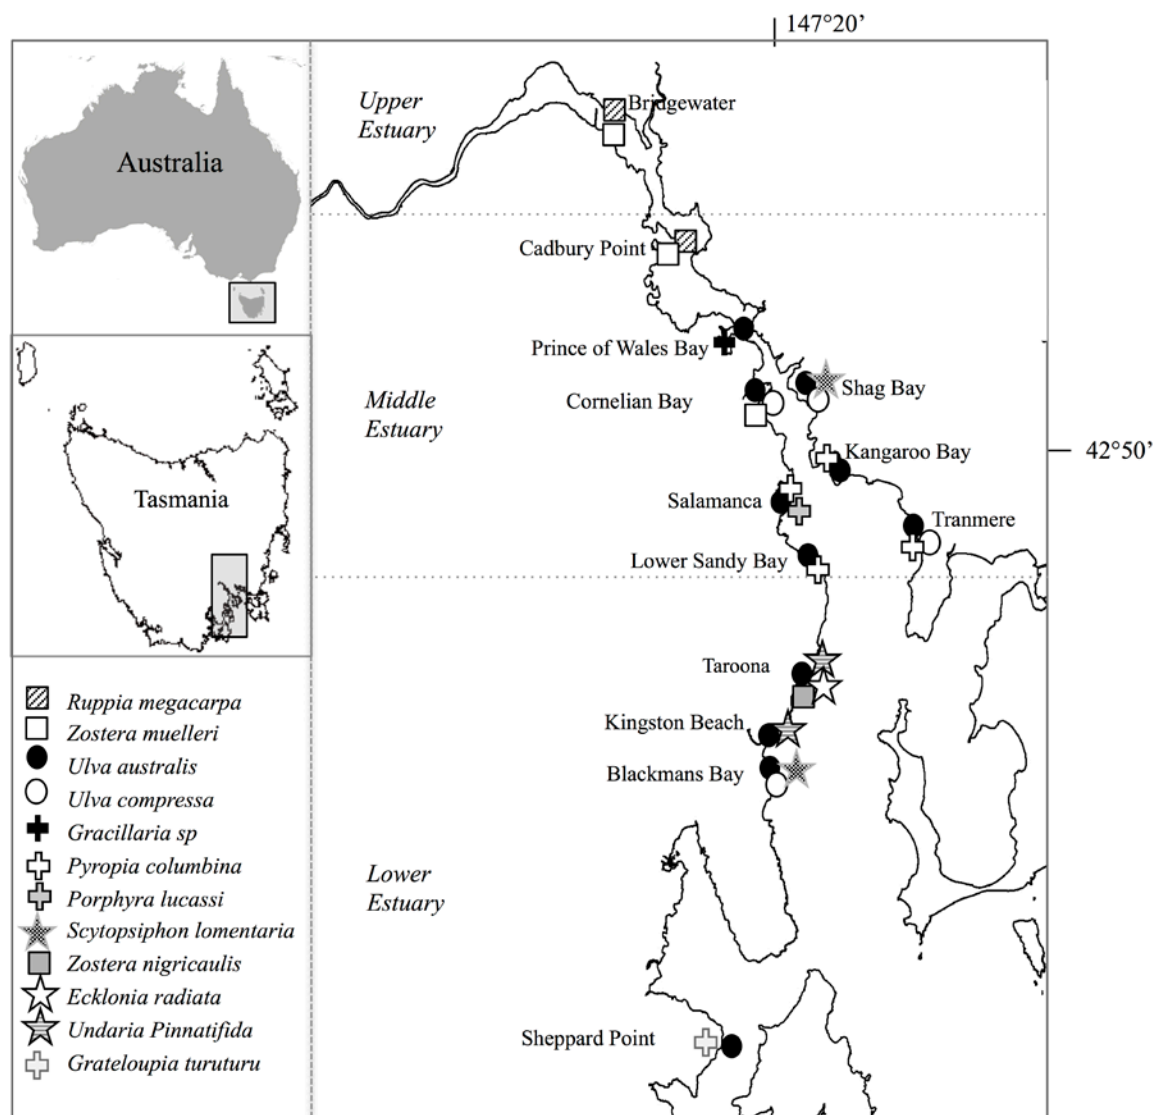 147°20’
Australia
Tasmania
Upper
Estuary
Bridgewater
Cadbury Point
Prince of Wales Bay
Middle
Estuary
Cornelian Bay
Shag Bay
Kangaroo Bay
42°50’
Salamanca
Tranmere
Lower Sandy Bay
Taroona
Kingston Beach
Blackmans Bay
Lower
Estuary
Sheppard Point
Ruppia megacarpa
Zostera muelleri
Ulva australis
Ulva compressa
Gracillaria sp
Pyropia columbina
Porphyra lucassi
Scytopsiphon lomentaria
Zostera nigricaulis
Ecklonia radiata
Undaria Pinnatifida
Grateloupia turuturu